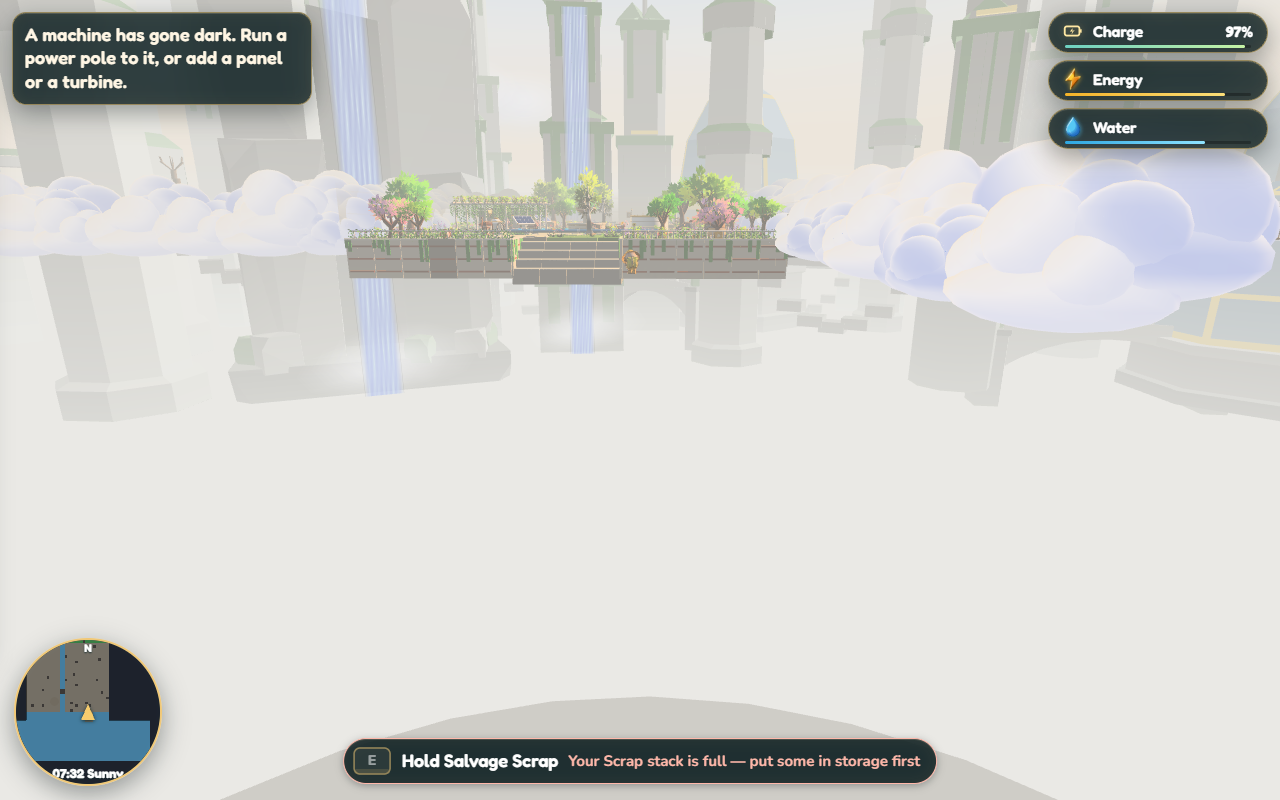 A machine has gone dark. Run a
power pole to it, or add a panel
or a turbine.
Charge 97%
Energy
Water
N
07:32 Sunny
E Hold Salvage Scrap Your Scrap stack is full — put some in storage first